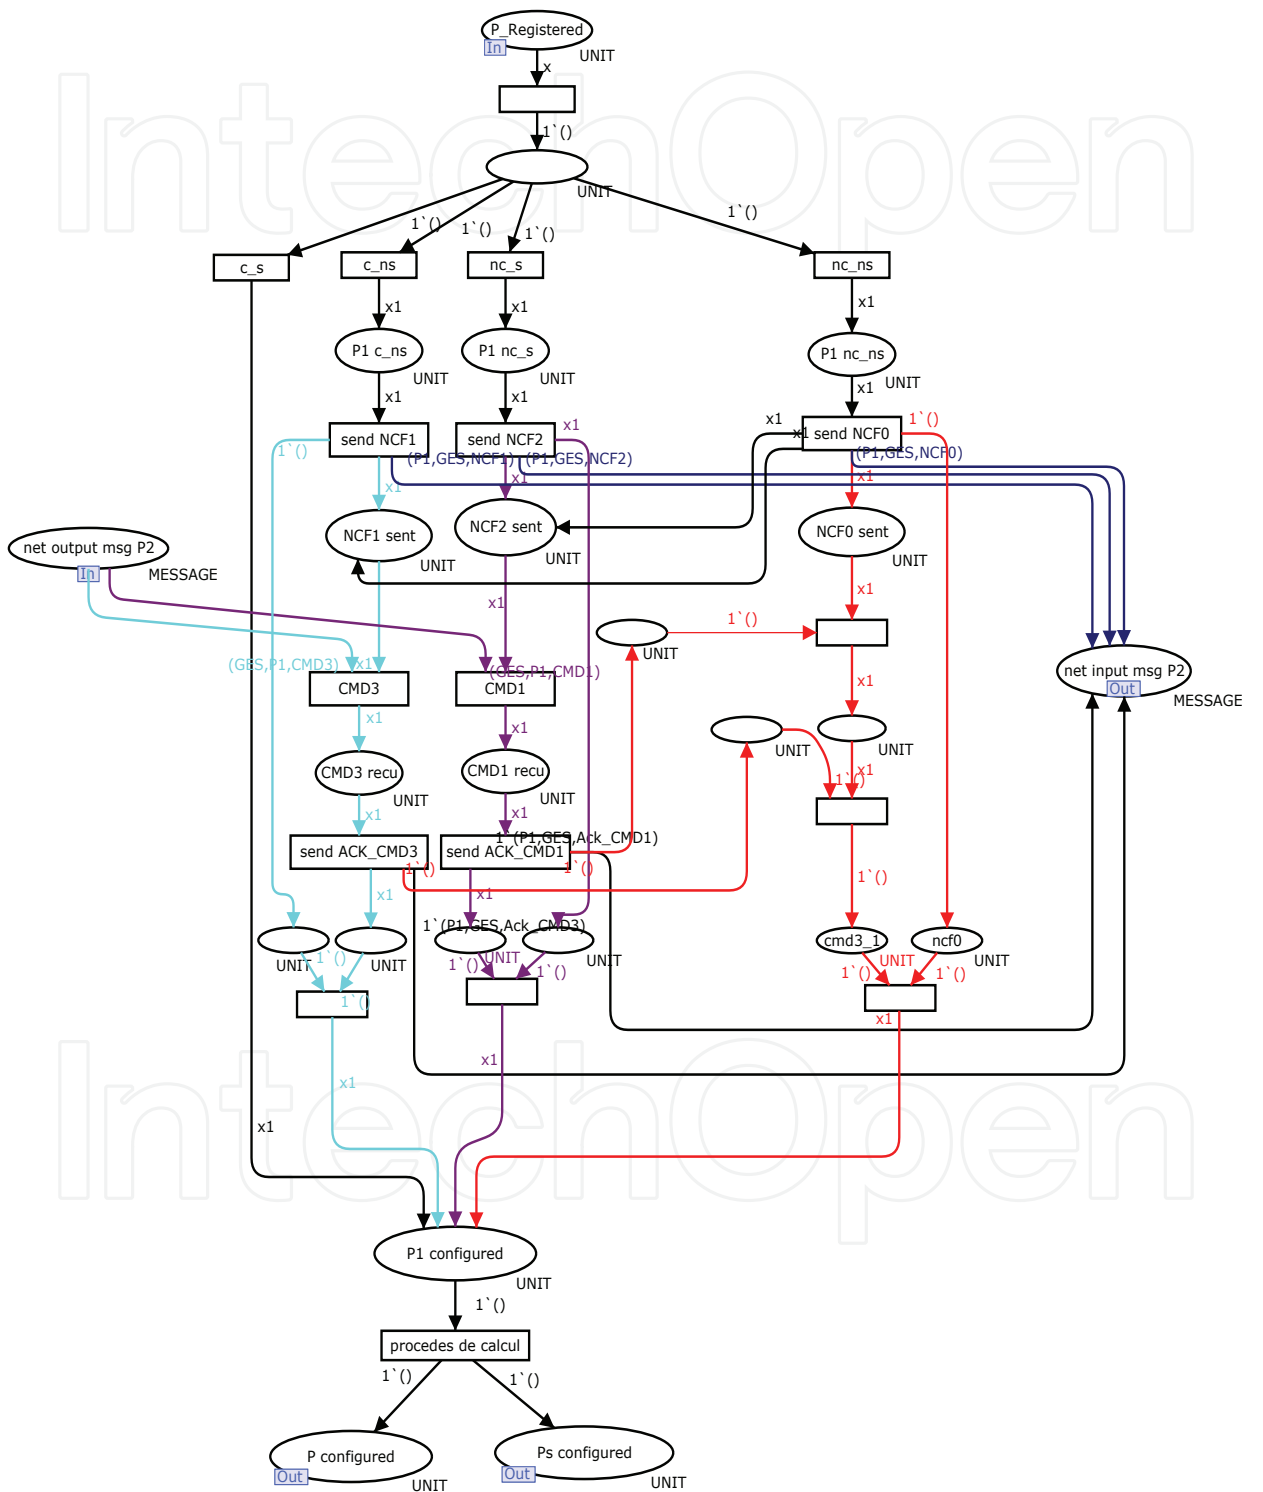 P_Registered
In
UNIT
x
1`()
UNIT
1`()
1`()
1`()
1`()
c_s
c_ns
nc_s
nc_ns
x1
x1
x1
P1 c_ns
P1 nc_s
P1 nc_ns
UNIT
UNIT
UNIT
x1
x1
x1
send NCF1
send NCF2
x1
x1
x1
send NCF0
1`()
1`()
(P1,GES,NCF1)
(P1,GES,NCF2)
(P1,GES,NCF0)
x1
x1
x1
NCF1 sent
NCF2 sent
NCF0 sent
UNIT
UNIT
UNIT
net output msg P2
In
MESSAGE
x1
x1
1`()
UNIT
(GES,P1,CMD3)
x1
(GES,P1,CMD1)
CMD3
CMD1
x1
net input msg P2
Out
MESSAGE
x1
x1
UNIT
UNIT
CMD3 recu
CMD1 recu
UNIT
UNIT
x1
1`()
x1
x1
1`(P1,GES,Ack_CMD1)
send ACK_CMD3
send ACK_CMD1
1`()
1`()
1`()
x1
x1
1`(P1,GES,Ack_CMD3)
cmd3_1
ncf0
UNIT
UNIT
UNIT
UNIT
UNIT
UNIT
1`()
1`()
1`()
1`()
1`()
1`()
x1
x1
x1
x1
P1 configured
UNIT
1`()
procedes de calcul
1`()
1`()
P configured
Out
UNIT
Ps configured
Out
UNIT
IntechOpen
IntechOpen